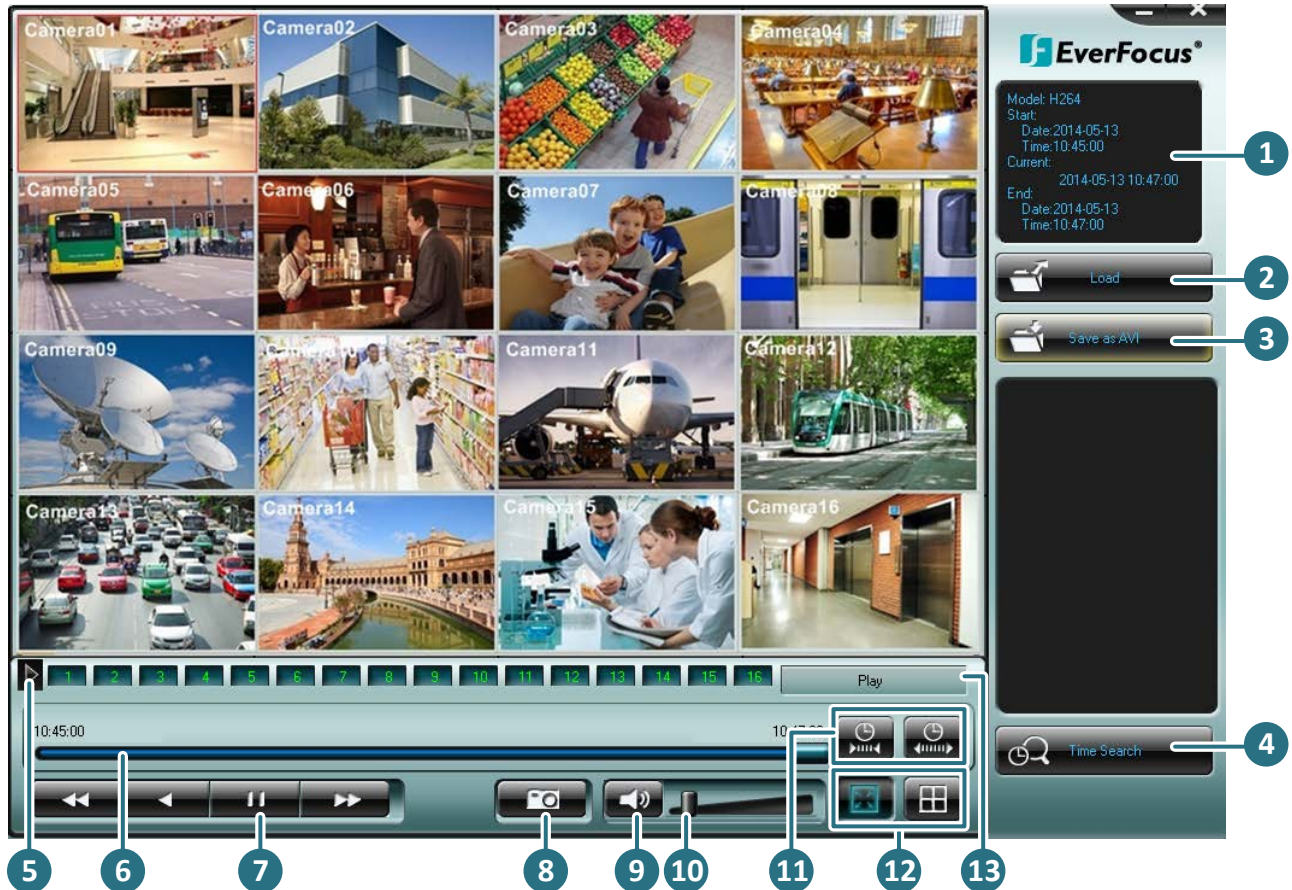 Camera01
Camera02
Camera03
Camera04
Camera05
Camera06
Camera07
Camera08
Camera09
Camera10
Camera11
Camera12
Camera13
Camera14
Camera15
Camera16
EverFocus®
Model: H264
Start:
Date:2014-05-13
Time:10:45:00
Current:
2014-05-13 10:47:00
End:
Date:2014-05-13
Time:10:47:00
1
Load
2
Save as AVI
3
Time Search
4
1 2 3 4 5 6 7 8 9 10 11 12 13 14 15 16
Play
10:45:00
10:47:00
11
5
6
7
8
9
10
12
13